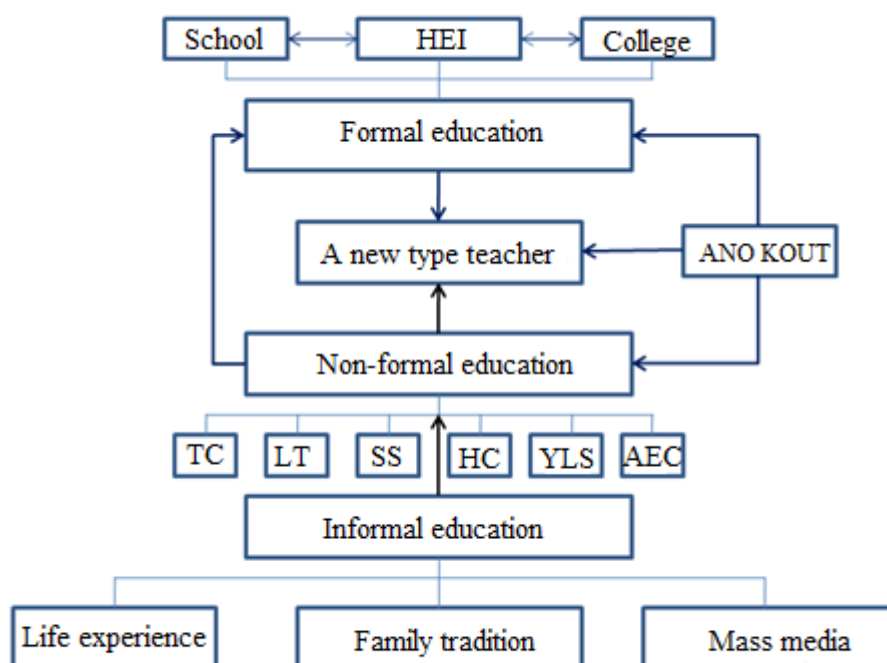 School
HEI
College
Formal education
A new type teacher
ANO KOUT
Non-formal education
TC
LT
SS
HC
YLS
AEC
Informal education
Life experience
Family tradition
Mass media